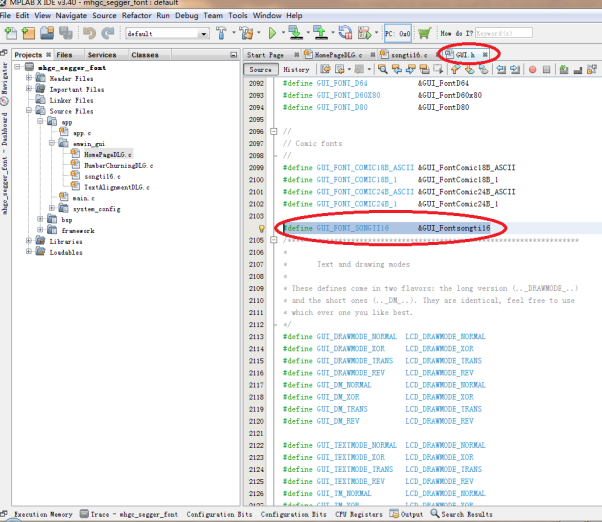 MPLAB X IDE v3.40 - mhgc_segger_font : default
File Edit View Navigate Source Refactor Run Debug Team Tools Window Help
default
PC: 0x0
How do I? Keyword(s)
Projects Files Services Classes
Start Page HomePageDLG.c songti16.c GUI.h
Source History
Navigator
mhgc_segger_font - Dashboard
mhgc_segger_font
Header Files
Important Files
Linker Files
Source Files
app
app.c
emwin_gui
HomePageDLG.c
NumberChurningDLG.c
songti16.c
TextAlignmentDLG.c
main.c
system_config
bsp
framework
Libraries
Loadables
2092 #define GUI_FONT_D64 &GUI_FontD64
2093 #define GUI_FONT_D60X80 &GUI_FontD60x80
2094 #define GUI_FONT_D80 &GUI_FontD80
2095
2096 //
2097 // Comic fonts
2098 //
2099 #define GUI_FONT_COMIC18B_ASCII &GUI_FontComic18B_ASCII
2100 #define GUI_FONT_COMIC18B_1 &GUI_FontComic18B_1
2101 #define GUI_FONT_COMIC24B_ASCII &GUI_FontComic24B_ASCII
2102 #define GUI_FONT_COMIC24B_1 &GUI_FontComic24B_1
2103
#define GUI_FONT_SONGTI16 &GUI_Fontsongti16
2105 /*********************************************************************
2106 *
2107 * Text and drawing modes
2108 *
2109 * These defines come in two flavors: the long version (.._DRAWMODE_..)
2110 * and the short ones (.._DM_..). They are identical, feel free to use
2111 * which ever one you like best.
2112 */
2113 #define GUI_DRAWMODE_NORMAL LCD_DRAWMODE_NORMAL
2114 #define GUI_DRAWMODE_XOR LCD_DRAWMODE_XOR
2115 #define GUI_DRAWMODE_TRANS LCD_DRAWMODE_TRANS
2116 #define GUI_DRAWMODE_REV LCD_DRAWMODE_REV
2117 #define GUI_DM_NORMAL LCD_DRAWMODE_NORMAL
2118 #define GUI_DM_XOR LCD_DRAWMODE_XOR
2119 #define GUI_DM_TRANS LCD_DRAWMODE_TRANS
2120 #define GUI_DM_REV LCD_DRAWMODE_REV
2121
2122 #define GUI_TEXTMODE_NORMAL LCD_DRAWMODE_NORMAL
2123 #define GUI_TEXTMODE_XOR LCD_DRAWMODE_XOR
2124 #define GUI_TEXTMODE_TRANS LCD_DRAWMODE_TRANS
2125 #define GUI_TEXTMODE_REV LCD_DRAWMODE_REV
2126 #define GUI_TM_NORMAL LCD_DRAWMODE_NORMAL
2127 #define GUI_TM_XOR LCD_DRAWMODE_XOR
Execution Memory Trace - mhgc_segger_font Configuration Bits Configuration Bits CPU Registers Output Search Results